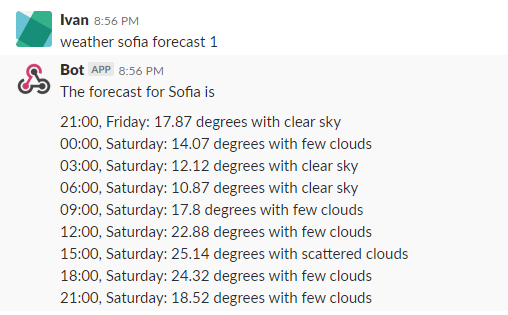 Ivan 8:56 PM
weather sofia forecast 1
Bot APP 8:56 PM
The forecast for Sofia is
21:00, Friday: 17.87 degrees with clear sky
00:00, Saturday: 14.07 degrees with few clouds
03:00, Saturday: 12.12 degrees with clear sky
06:00, Saturday: 10.87 degrees with clear sky
09:00, Saturday: 17.8 degrees with few clouds
12:00, Saturday: 22.88 degrees with few clouds
15:00, Saturday: 25.14 degrees with scattered clouds
18:00, Saturday: 24.32 degrees with few clouds
21:00, Saturday: 18.52 degrees with few clouds